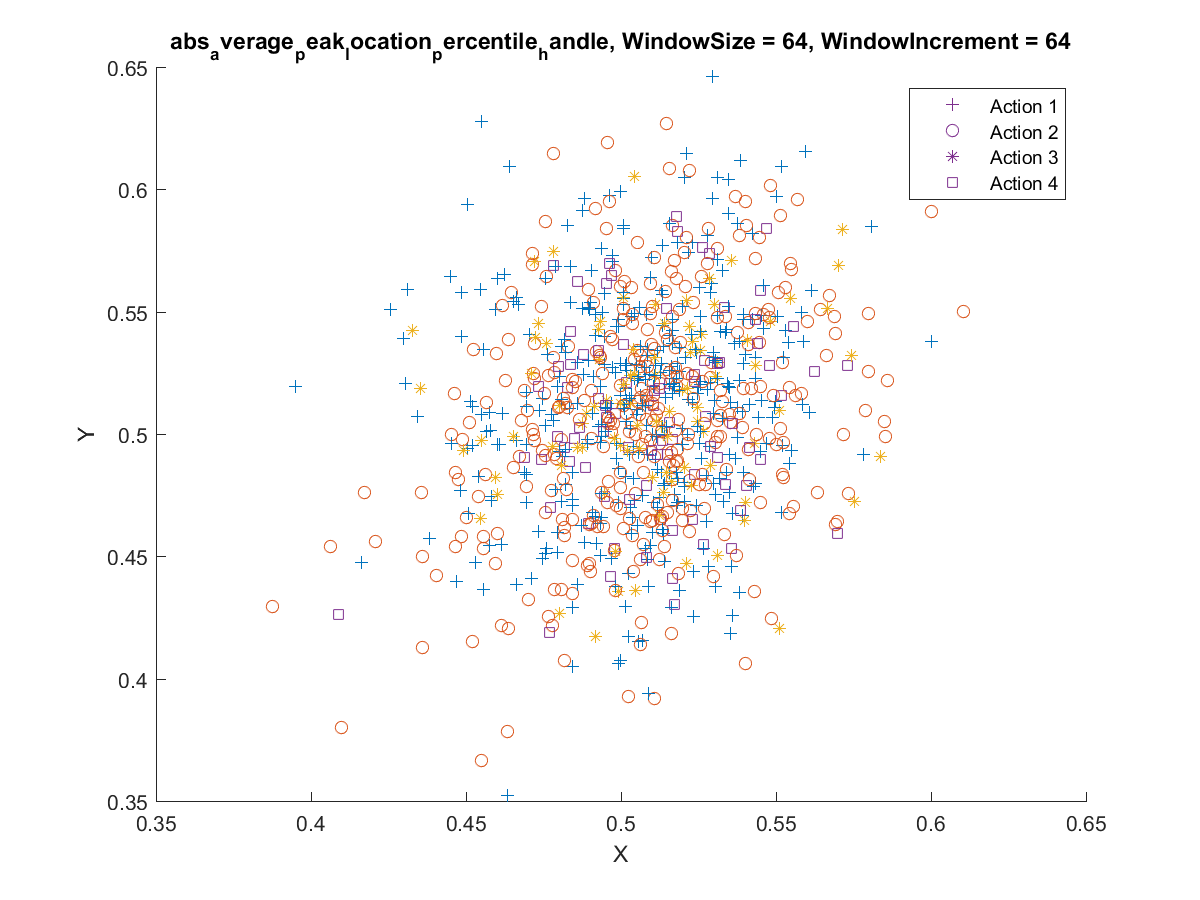 abs_average_peak_location_percentile_handle, WindowSize = 64, WindowIncrement = 64
0.65
Action 1
Action 2
Action 3
Action 4
0.6
0.55
Y
0.5
0.45
0.4
0.35
0.35 0.4 0.45 0.5 0.55 0.6 0.65
X